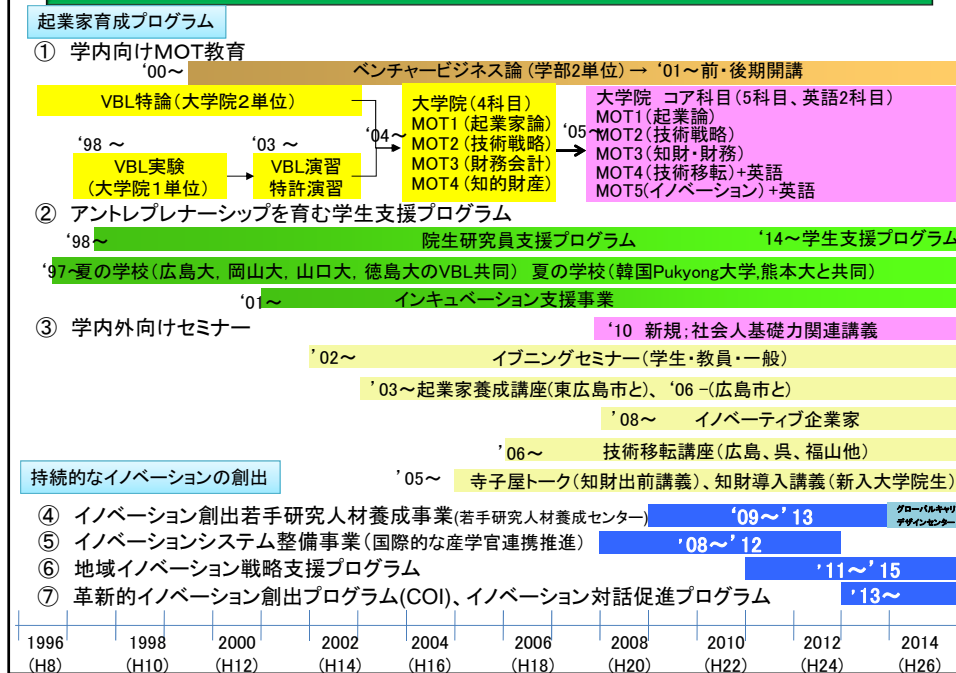 起業家育成プログラム
① 学内向けMOT教育
‘00～
ベンチャービジネス論(学部2単位)→ ‘01～前・後期開講
VBL特論(大学院2単位)
‘98 ～
VBL実験
(大学院1単位)
‘03 ～
VBL演習
特許演習
‘04～
大学院(4科目)
MOT1(起業家論)
MOT2(技術戦略)
MOT3(財務会計)
MOT4(知的財産)
‘05～
大学院 コア科目(5科目、英語2科目)
MOT1(起業論)
MOT2(技術戦略)
MOT3(知財・財務)
MOT4(技術移転)+英語
MOT5(イノベーション)+英語
② アントレプレナーシップを育む学生支援プログラム
‘98～
院生研究員支援プログラム
‘14～学生支援プログラム
‘97～夏の学校(広島大, 岡山大, 山口大, 徳島大のVBL共同) 夏の学校(韓国Pukyong大学,熊本大と共同)
‘01～
インキュベーション支援事業
③ 学内外向けセミナー
‘10 新規;社会人基礎力関連講義
’02～
イブニングセミナー(学生・教員・一般)
’03～起業家養成講座(東広島市と)、‘06 -(広島市と)
’08～ イノベーティブ企業家
’06～ 技術移転講座(広島、呉、福山他)
持続的なイノベーションの創出
’05～ 寺子屋トーク(知財出前講義)、知財導入講義(新入大学院生)
④ イノベーション創出若手研究人材養成事業(若手研究人材養成センター)
‘09～’13
グローバルキャリ
デザインセンター
⑤ イノベーションシステム整備事業(国際的な産学官連携推進)
’08～’12
⑥ 地域イノベーション戦略支援プログラム
’11～’15
⑦ 革新的イノベーション創出プログラム(COI)、イノベーション対話促進プログラム
’13～
1996 1998 2000 2002 2004 2006 2008 2010 2012 2014
(H8) (H10) (H12) (H14) (H16) (H18) (H20) (H22) (H24) (H26)